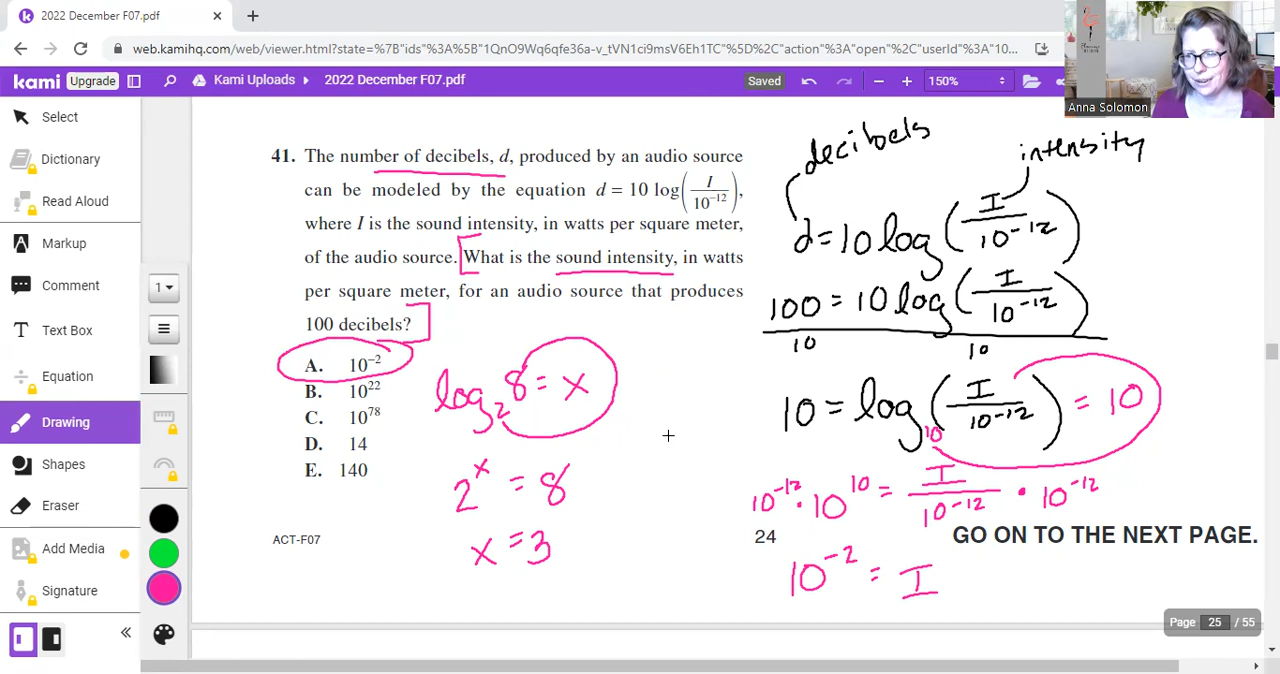 2022 December F07.pdf
web.kamihq.com/web/viewer.html?state=%7B"ids"%3A%5B"1QnO9Wq6qfe36a-v_tVN1ci9msV6Eh1TC"%5D%2C"action"%3A"open"%2C"userId"%3A"10...
kami Upgrade Kami Uploads 2022 December F07.pdf Saved 150%
Anna Solomon
Select
Dictionary
Read Aloud
Markup
Comment
Text Box
Equation
Drawing
Shapes
Eraser
Add Media
Signature
1
41. The number of decibels, d, produced by an audio source
can be modeled by the equation d = 10 log(I/10⁻¹²),
where I is the sound intensity, in watts per square meter,
of the audio source. What is the sound intensity, in watts
per square meter, for an audio source that produces
100 decibels?
A. 10⁻²
B. 10²²
C. 10⁷⁸
D. 14
E. 140
log₂ 8 = x
2ˣ = 8
x = 3
decibels
intensity
d = 10 log (I/10⁻¹²)
100 = 10 log (I/10⁻¹²)
10 10
10 = log₁₀ (I/10⁻¹²) = 10
10⁻¹² · 10¹⁰ = I/10⁻¹² · 10⁻¹²
10⁻² = I
ACT-F07
24
GO ON TO THE NEXT PAGE.
Page 25 / 55